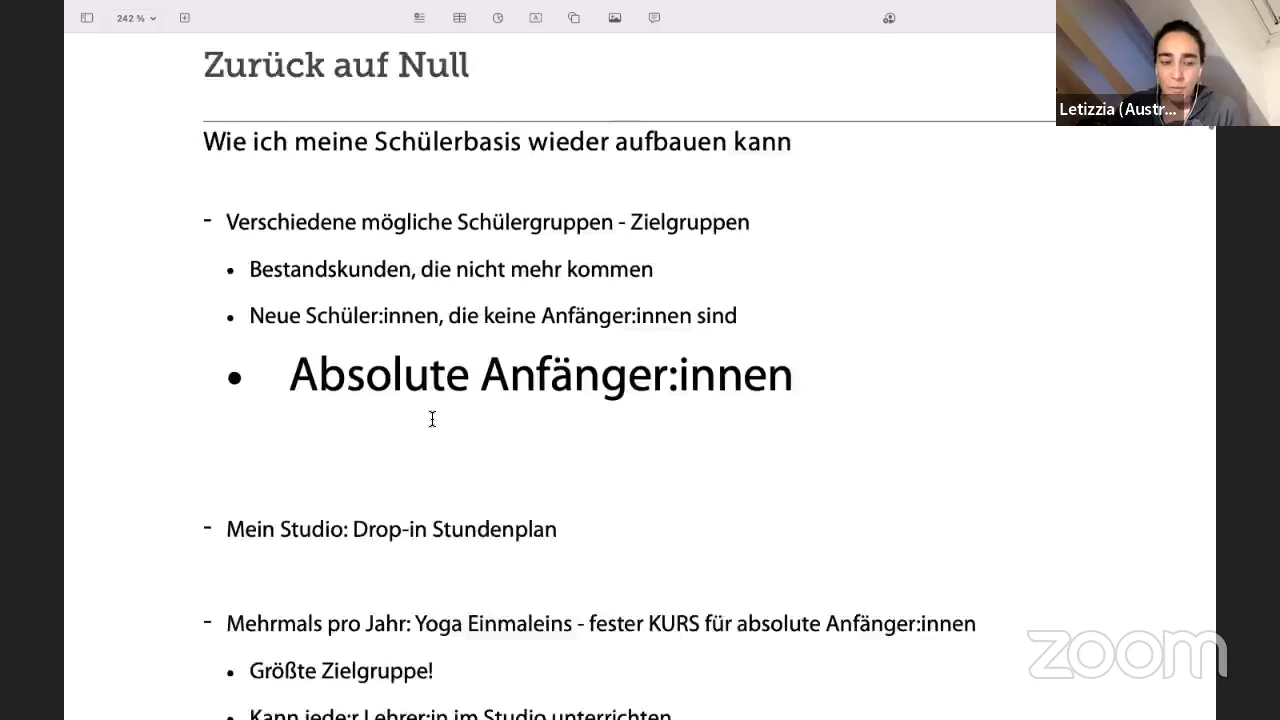 242 %
Zurück auf Null
Letizzia (Austr...
Wie ich meine Schülerbasis wieder aufbauen kann
- Verschiedene mögliche Schülergruppen - Zielgruppen
• Bestandskunden, die nicht mehr kommen
• Neue Schüler:innen, die keine Anfänger:innen sind
• Absolute Anfänger:innen
- Mein Studio: Drop-in Stundenplan
- Mehrmals pro Jahr: Yoga Einmaleins - fester KURS für absolute Anfänger:innen
• Größte Zielgruppe!
• Kann jede:r Lehrer:in im Studio unterrichten
zoom